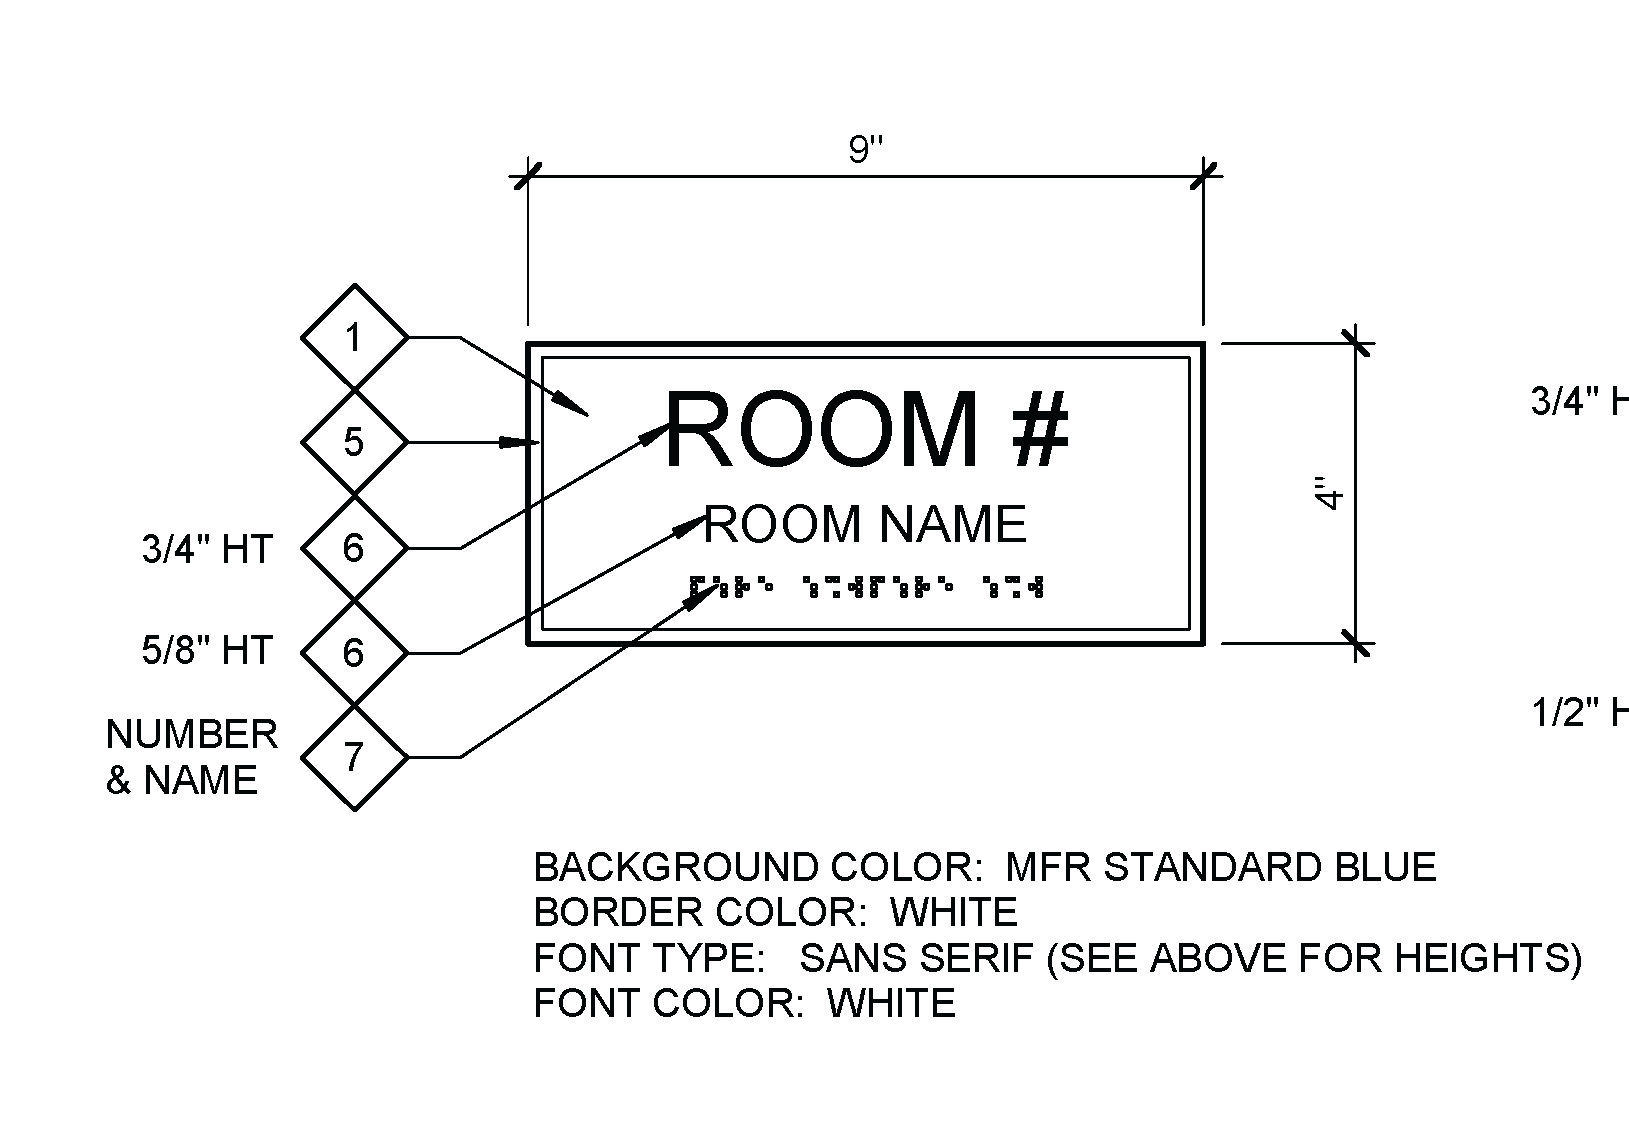 9"
1
5
3/4" HT
6
5/8" HT
6
NUMBER
& NAME
7
ROOM #
ROOM NAME
4"
3/4" H
1/2" H
BACKGROUND COLOR: MFR STANDARD BLUE
BORDER COLOR: WHITE
FONT TYPE: SANS SERIF (SEE ABOVE FOR HEIGHTS)
FONT COLOR: WHITE